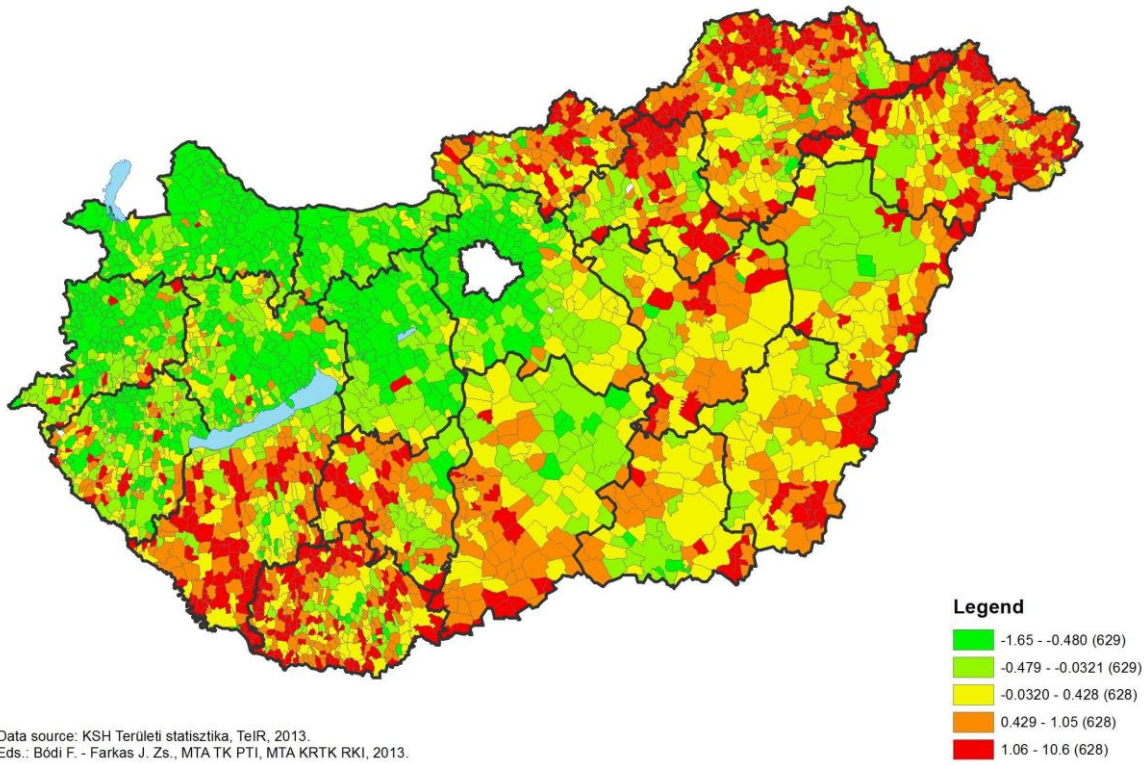 Legend
-1.65 - -0.480 (629)
-0.479 - -0.0321 (629)
-0.0320 - 0.428 (628)
0.429 - 1.05 (628)
1.06 - 10.6 (628)
Data source: KSH Területi statisztika, TeIR, 2013.
Eds.: Bódi F. - Farkas J. Zs., MTA TK PTI, MTA KRTK RKI, 2013.